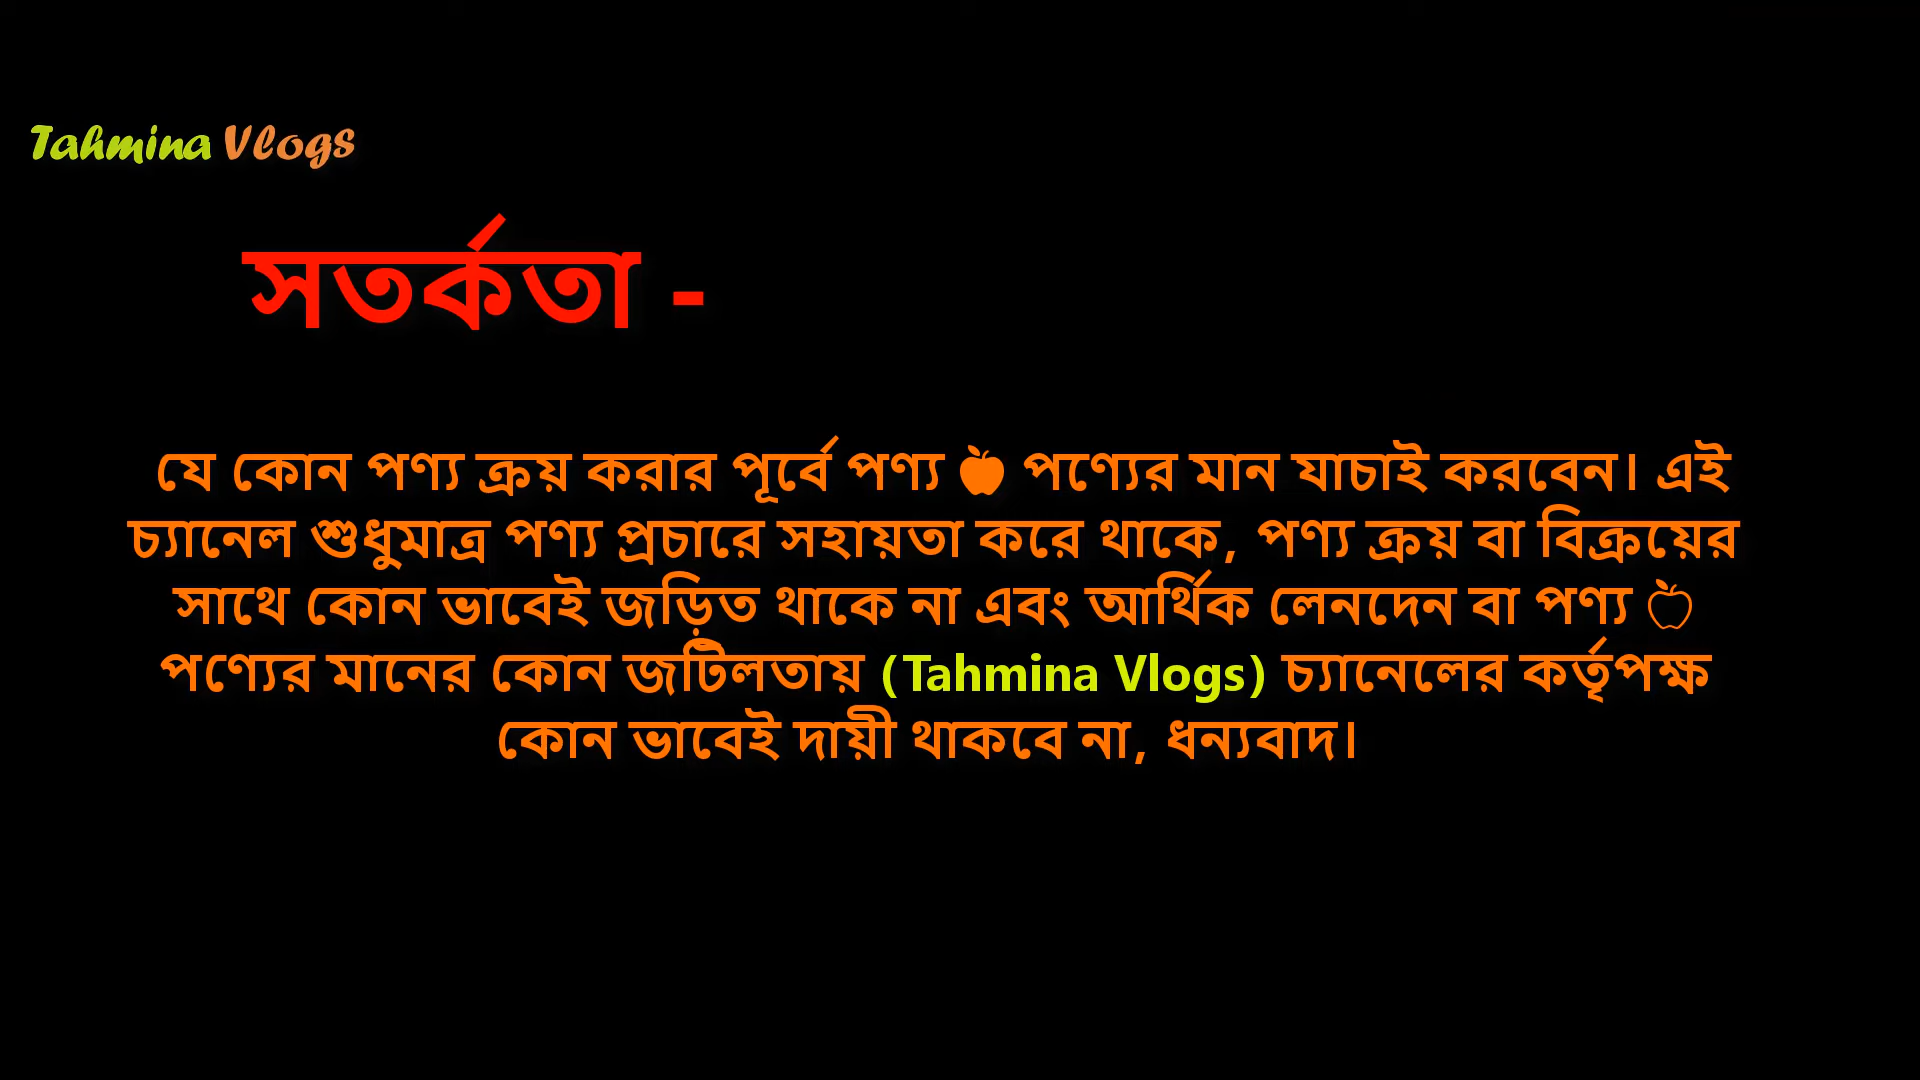 Tahmina Vlogs
সতর্কতা -
যে কোন পণ্য ক্রয় করার পূর্বে পণ্য 🍎 পণ্যের মান যাচাই করবেন। এই
চ্যানেল শুধুমাত্র পণ্য প্রচারে সহায়তা করে থাকে, পণ্য ক্রয় বা বিক্রয়ের
সাথে কোন ভাবেই জড়িত থাকে না এবং আর্থিক লেনদেন বা পণ্য 🍎
পণ্যের মানের কোন জটিলতায় (Tahmina Vlogs) চ্যানেলের কর্তৃপক্ষ
কোন ভাবেই দায়ী থাকবে না, ধন্যবাদ।